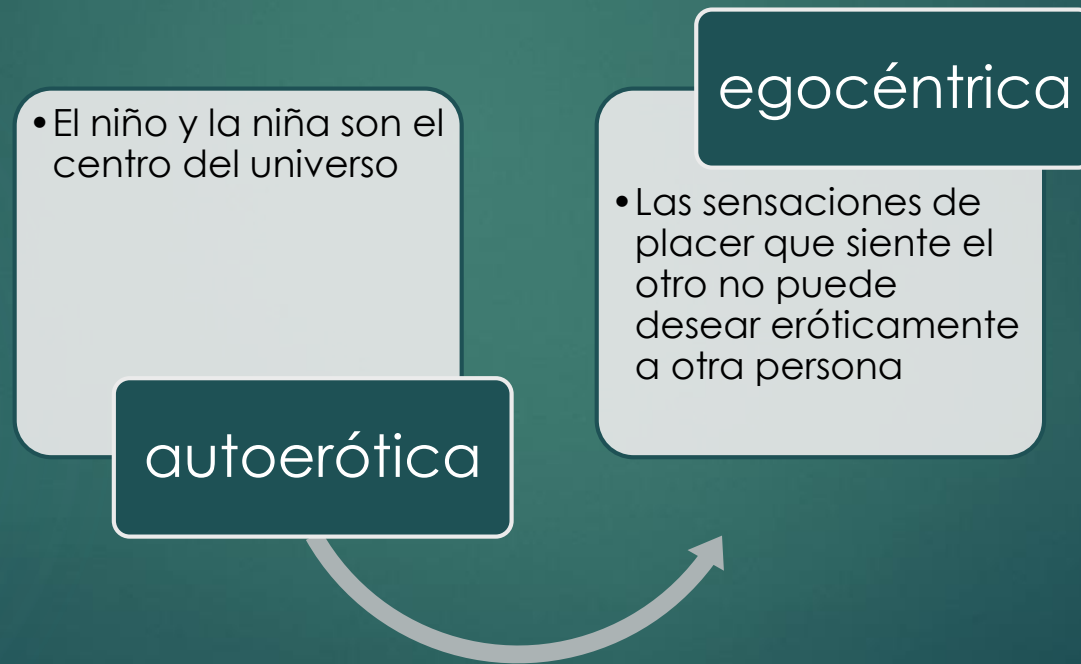 •El niño y la niña son el
centro del universo
autoerótica
egocéntrica
•Las sensaciones de
placer que siente el
otro no puede
desear eróticamente
a otra persona